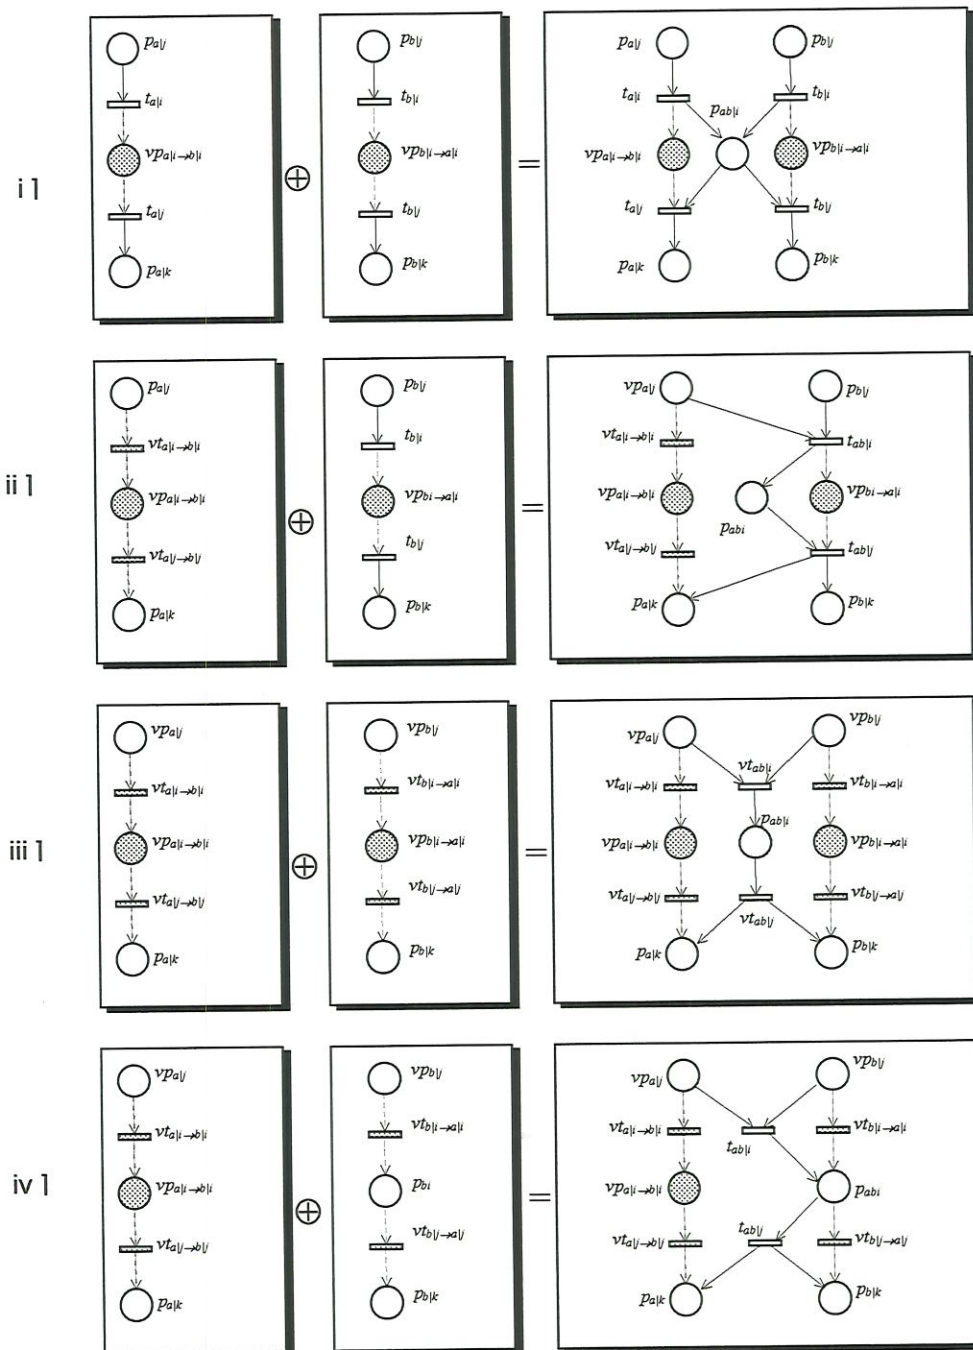 i]
p_{a|j}
t_{a|i}
vp_{a|i→b|i}
t_{a|j}
p_{a|k}
⊕
p_{b|j}
t_{b|i}
vp_{b|i→a|i}
t_{b|j}
p_{b|k}
=
p_{a|j} p_{b|j}
t_{a|i} p_{ab|i} t_{b|i}
vp_{a|i→b|i} vp_{b|i→a|i}
t_{a|j} t_{b|j}
p_{a|k} p_{b|k}
ii]
p_{a|j}
vt_{a|i→b|i}
vp_{a|i→b|i}
vt_{a|j→b|j}
p_{a|k}
⊕
p_{b|j}
t_{b|i}
vp_{bi→a|i}
t_{b|j}
p_{b|k}
=
vp_{a|j} p_{b|j}
vt_{a|i→b|i} t_{ab|i}
vp_{a|i→b|i} p_{abi} vp_{bi→a|i}
vt_{a|j→b|j} t_{ab|j}
p_{a|k} p_{b|k}
iii]
vp_{a|j}
vt_{a|i→b|i}
vp_{a|i→b|i}
vt_{a|j→b|j}
p_{a|k}
⊕
vp_{b|j}
vt_{b|i→a|i}
vp_{b|i→a|i}
vt_{b|j→a|j}
p_{b|k}
=
vp_{a|j} vp_{b|j}
vt_{a|i→b|i} vt_{ab|i} vt_{b|i→a|i}
vp_{a|i→b|i} p_{ab|i} vp_{b|i→a|i}
vt_{a|j→b|j} vt_{ab|j} vt_{b|j→a|j}
p_{a|k} p_{b|k}
iv]
vp_{a|j}
vt_{a|i→b|i}
vp_{a|i→b|i}
vt_{a|j→b|j}
p_{a|k}
⊕
vp_{b|j}
vt_{b|i→a|i}
p_{bi}
vt_{b|j→a|j}
p_{b|k}
=
vp_{a|j} vp_{b|j}
vt_{a|i→b|i} t_{ab|i} vt_{b|i→a|i}
vp_{a|i→b|i} p_{abi}
vt_{a|j→b|j} t_{ab|j} vt_{b|j→a|j}
p_{a|k} p_{b|k}